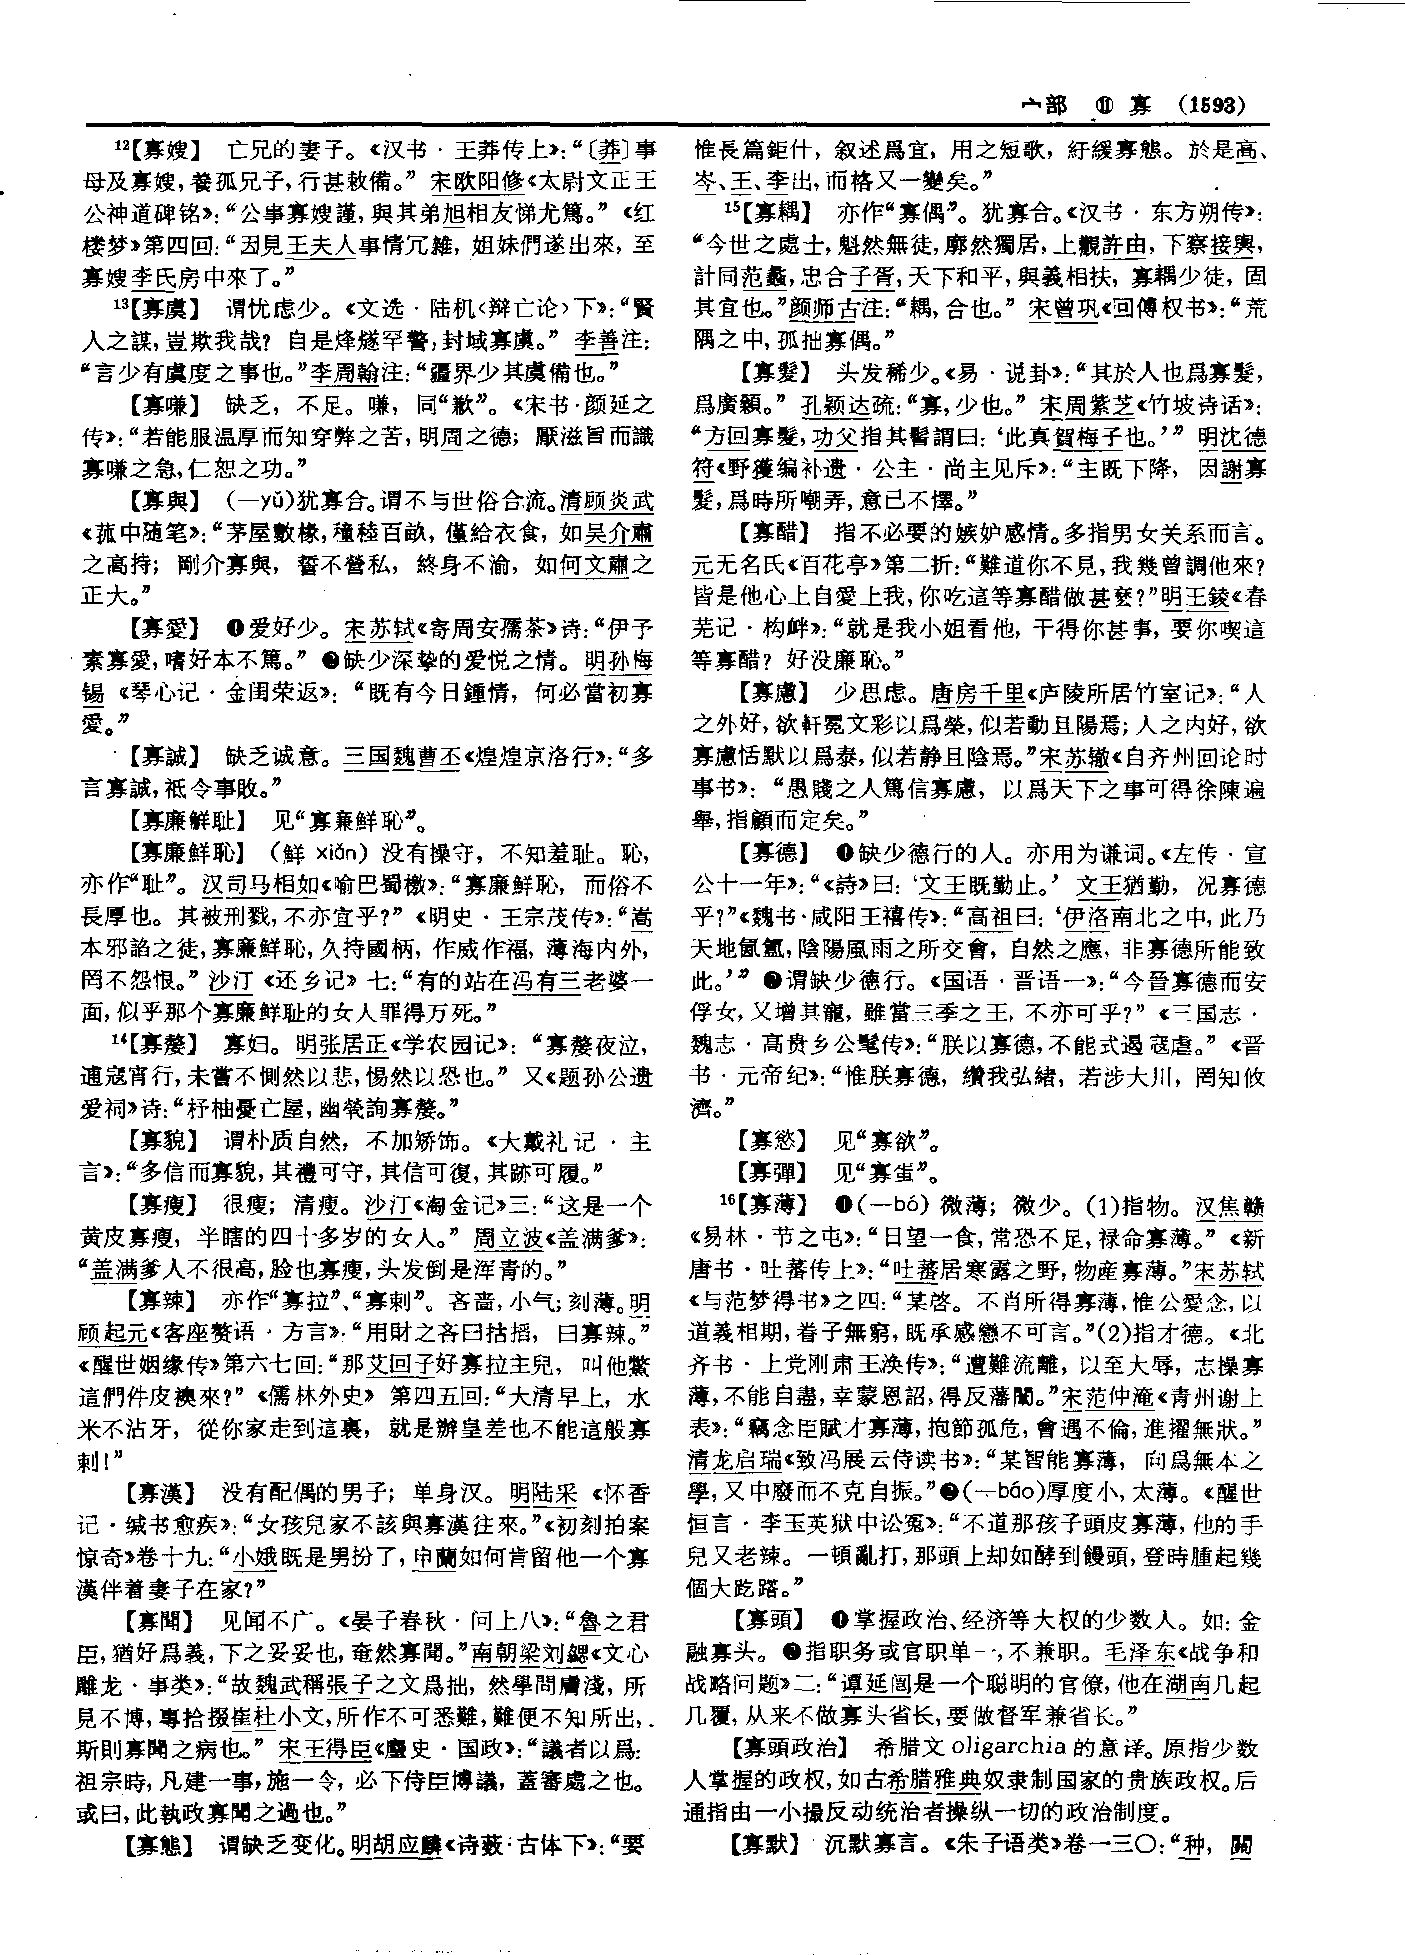 宀部 ⑪ 寡 (1593)
¹²【寡嫂】 亡兄的妻子。《汉书·王莽传上》：“〔莽〕事
母及寡嫂，養孤兄子，行甚敕備。” 宋欧阳修《太尉文正王
公神道碑铭》：“公事寡嫂謹，與其弟旭相友悌尤篤。” 《红
楼梦》第四回：“因見王夫人事情冗雜，姐妹們遂出來，至
寡嫂李氏房中來了。”
¹³【寡虞】 谓忧虑少。《文选·陆机〈辩亡论〉下》：“賢
人之謀，豈欺我哉？ 自是烽燧罕警，封域寡虞。” 李善注：
“言少有虞度之事也。”李周翰注：“疆界少其虞備也。”
【寡嗛】 缺乏，不足。嗛，同“歉”。《宋书·颜延之
传》：“若能服温厚而知穿弊之苦，明周之德；厭滋旨而識
寡嗛之急，仁恕之功。”
【寡與】 （—yǔ）犹寡合。谓不与世俗合流。清顾炎武
《菰中随笔》：“茅屋數椽，穜稑百畝，僅給衣食，如吴介肅
之高持；剛介寡與，誓不營私，終身不渝，如何文肅之
正大。”
【寡愛】 ❶爱好少。宋苏轼《寄周安孺茶》诗：“伊予
素寡愛，嗜好本不篤。” ❷缺少深挚的爱悦之情。明孙梅
锡《琴心记·金闺荣返》：“既有今日鍾情，何必當初寡
愛。”
【寡誠】 缺乏诚意。三国魏曹丕《煌煌京洛行》：“多
言寡誠，祗令事敗。”
【寡廉鲜耻】 见“寡廉鮮恥”。
【寡廉鮮恥】（鲜 xiǎn）没有操守，不知羞耻。恥，
亦作“耻”。汉司马相如《喻巴蜀檄》：“寡廉鮮恥，而俗不
長厚也。其被刑戮，不亦宜乎？” 《明史·王宗茂传》：“嵩
本邪諂之徒，寡廉鮮恥，久持國柄，作威作福，薄海内外，
罔不怨恨。” 沙汀《还乡记》七：“有的站在冯有三老婆一
面，似乎那个寡廉鲜耻的女人罪得万死。”
¹⁴【寡嫠】 寡妇。明张居正《学农园记》：“寡嫠夜泣，
逋寇宵行，未嘗不惻然以悲，惕然以恐也。” 又《题孙公遗
爱祠》诗：“杼柚憂亡屋，幽煢詢寡嫠。”
【寡貌】 谓朴质自然，不加矫饰。《大戴礼记·主
言》：“多信而寡貌，其禮可守，其信可復，其跡可履。”
【寡瘦】 很瘦；清瘦。沙汀《淘金记》三：“这是一个
黄皮寡瘦，半瞎的四十多岁的女人。” 周立波《盖满爹》：
“盖满爹人不很高，脸也寡瘦，头发倒是浑青的。”
【寡辣】 亦作“寡拉”、“寡剌”。吝啬，小气；刻薄。明
顾起元《客座赘语·方言》：“用財之吝曰㧓掐，曰寡辣。”
《醒世姻缘传》第六七回：“那艾回子好寡拉主兒，叫他鱉
這們件皮襖來？” 《儒林外史》第四五回：“大清早上，水
米不沾牙，從你家走到這裏，就是辦皇差也不能這般寡
剌！”
【寡漢】 没有配偶的男子；单身汉。明陆采《怀香
记·缄书愈疾》：“女孩兒家不該與寡漢往來。”《初刻拍案
惊奇》卷十九：“小娥既是男扮了，申蘭如何肯留他一个寡
漢伴着妻子在家？”
【寡聞】 见闻不广。《晏子春秋·问上八》：“魯之君
臣，猶好爲義，下之妥妥也，奄然寡聞。”南朝梁刘勰《文心
雕龙·事类》：“故魏武稱張子之文爲拙，然學問膚淺，所
見不博，專拾掇崔杜小文，所作不可悉難，難便不知所出，
斯則寡聞之病也。” 宋王得臣《麈史·国政》：“議者以爲：
祖宗時，凡建一事，施一令，必下侍臣博議，蓋審處之也。
或曰，此執政寡聞之過也。”
【寡態】 谓缺乏变化。明胡应麟《诗薮·古体下》：“要
惟長篇鉅什，叙述爲宜，用之短歌，紆緩寡態。於是高、
岑、王、李出，而格又一變矣。”
¹⁵【寡耦】 亦作“寡偶”。犹寡合。《汉书·东方朔传》：
“今世之處士，魁然無徒，廓然獨居，上觀許由，下察接輿，
計同范蠡，忠合子胥，天下和平，與義相扶，寡耦少徒，固
其宜也。”颜师古注：“耦，合也。” 宋曾巩《回傅权书》：“荒
隅之中，孤拙寡偶。”
【寡髮】 头发稀少。《易·说卦》：“其於人也爲寡髮，
爲廣顙。” 孔颖达疏：“寡，少也。” 宋周紫芝《竹坡诗话》：
“方回寡髮，功父指其髻謂曰：‘此真賀梅子也。’” 明沈德
符《野獲编补遗·公主·尚主见斥》：“主既下降，因謝寡
髮，爲時所嘲弄，意已不懌。”
【寡醋】 指不必要的嫉妒感情。多指男女关系而言。
元无名氏《百花亭》第二折：“難道你不見，我幾曾調他來？
皆是他心上自愛上我，你吃這等寡醋做甚麽？”明王錂《春
芜记·构衅》：“就是我小姐看他，干得你甚事，要你喫這
等寡醋？ 好没廉恥。”
【寡慮】 少思虑。唐房千里《庐陵所居竹室记》：“人
之外好，欲軒冕文彩以爲榮，似若動且陽焉；人之内好，欲
寡慮恬默以爲泰，似若静且陰焉。”宋苏辙《自齐州回论时
事书》：“愚賤之人篤信寡慮，以爲天下之事可得徐陳遍
舉，指顧而定矣。”
【寡德】 ❶缺少德行的人。亦用为谦词。《左传·宣
公十一年》：“《詩》曰：‘文王既勤止。’ 文王猶勤，况寡德
乎？”《魏书·咸阳王禧传》：“高祖曰：‘伊洛南北之中，此乃
天地氤氲，陰陽風雨之所交會，自然之應，非寡德所能致
此。’” ❷谓缺少德行。《国语·晋语一》：“今晉寡德而安
俘女，又增其寵，雖當三季之王，不亦可乎？” 《三国志·
魏志·高贵乡公髦传》：“朕以寡德，不能式遏寇虐。” 《晋
书·元帝纪》：“惟朕寡德，纘我弘緒，若涉大川，罔知攸
濟。”
【寡慾】 见“寡欲”。
【寡彈】 见“寡蛋”。
¹⁶【寡薄】 ❶（—bó）微薄；微少。（1）指物。汉焦赣
《易林·节之屯》：“日望一食，常恐不足，禄命寡薄。” 《新
唐书·吐蕃传上》：“吐蕃居寒露之野，物産寡薄。”宋苏轼
《与范梦得书》之四：“某啓。不肖所得寡薄，惟公愛念，以
道義相期，眷子無窮，既承感戀不可言。”（2）指才德。《北
齐书·上党刚肃王涣传》：“遭難流離，以至大辱，志操寡
薄，不能自盡，幸蒙恩詔，得反藩闈。”宋范仲淹《青州谢上
表》：“竊念臣賦才寡薄，抱節孤危，會遇不倫，進擢無狀。”
清龙启瑞《致冯展云侍读书》：“某智能寡薄，向爲無本之
學，又中廢而不克自振。”❷（—báo）厚度小，太薄。《醒世
恒言·李玉英狱中讼冤》：“不道那孩子頭皮寡薄，他的手
兒又老辣。一頓亂打，那頭上却如酵到饅頭，登時腫起幾
個大疙瘩。”
【寡頭】 ❶掌握政治、经济等大权的少数人。如：金
融寡头。❷指职务或官职单一，不兼职。毛泽东《战争和
战略问题》二：“谭延闿是一个聪明的官僚，他在湖南几起
几覆，从来不做寡头省长，要做督军兼省长。”
【寡頭政治】 希腊文oligarchia的意译。原指少数
人掌握的政权，如古希腊雅典奴隶制国家的贵族政权。后
通指由一小撮反动统治者操纵一切的政治制度。
【寡默】 沉默寡言。《朱子语类》卷一三〇：“种，關